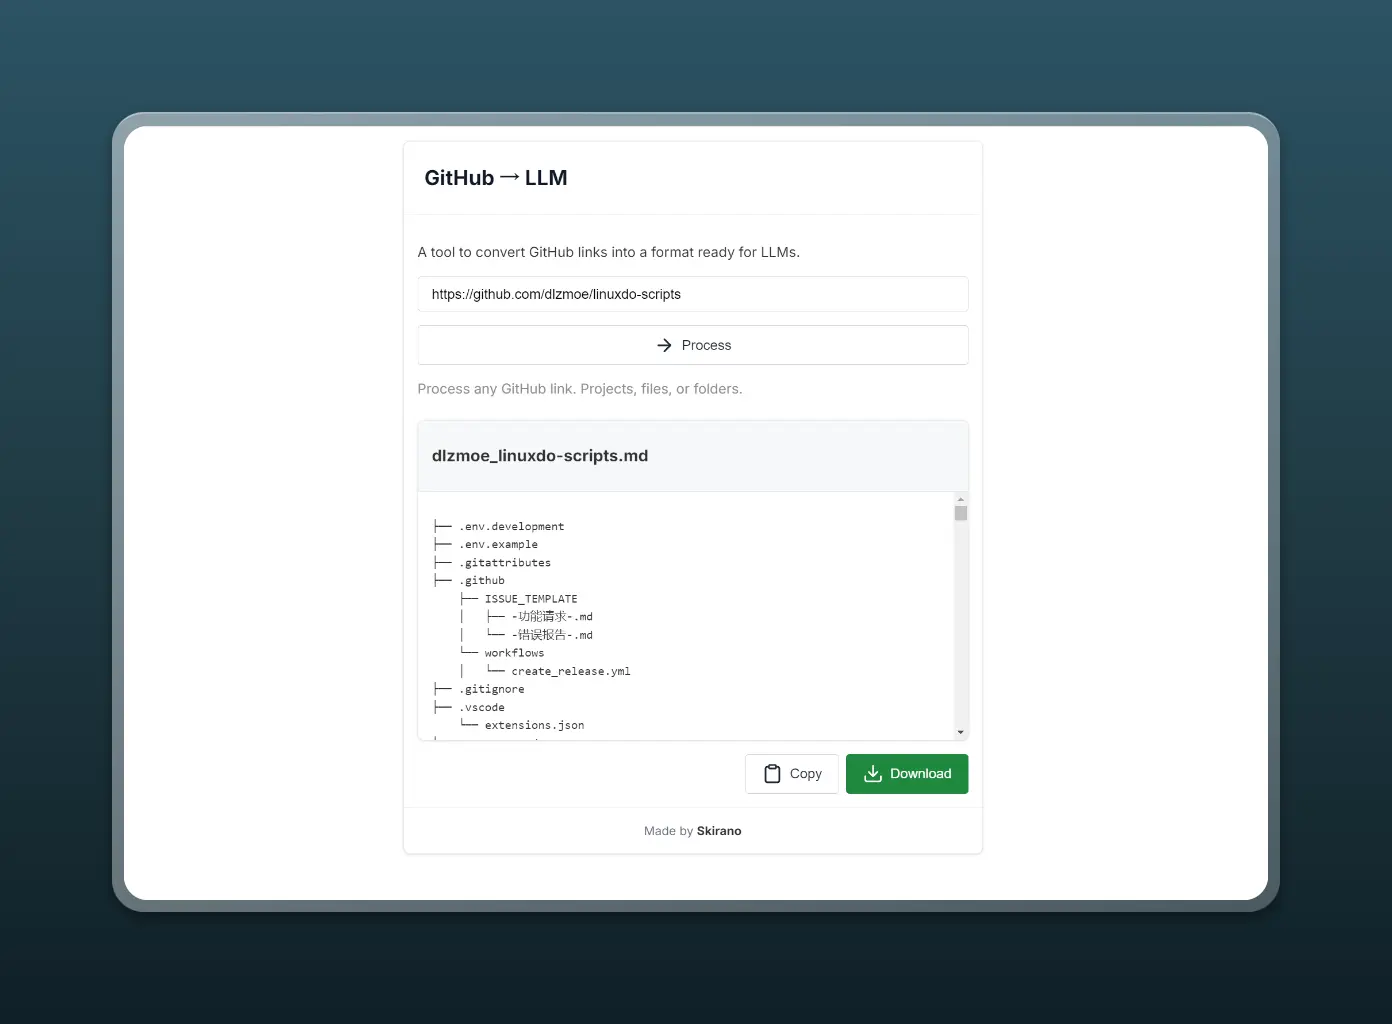 GitHub → LLM
A tool to convert GitHub links into a format ready for LLMs.
https://github.com/dlzmoe/linuxdo-scripts
→ Process
Process any GitHub link. Projects, files, or folders.
dlzmoe_linuxdo-scripts.md
├── .env.development
├── .env.example
├── .gitattributes
├── .github
    ├── ISSUE_TEMPLATE
    │   ├── -功能请求-.md
    │   └── -错误报告-.md
    └── workflows
    │   └── create_release.yml
├── .gitignore
├── .vscode
    └── extensions.json
Copy
Download
Made by Skirano